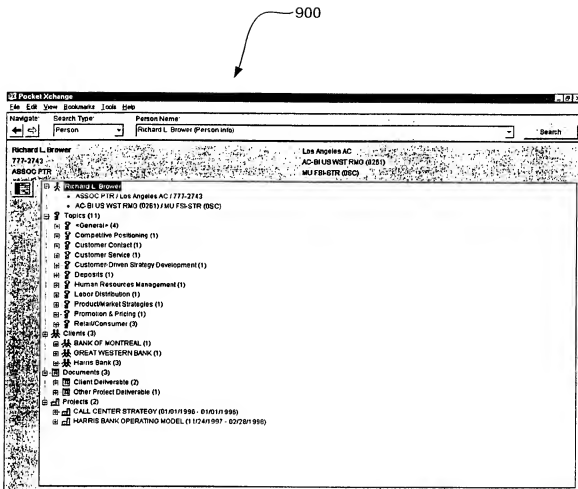 900
Pocket Xchange
File Edit View Bookmarks Tools Help
Navigate: Search Type: Person Name:
Person Richard L. Brower (Person info) Search
Richard L. Brower Los Angeles AC
777-2743 AC-BI US WST RMO (0261)
ASSOC PTR MU FSI-STR (0SC)
Richard L. Brower
ASSOC PTR / Los Angeles AC / 777-2743
AC-BI US WST RMO (0261) / MU FSI-STR (0SC)
Topics (11)
<General> (4)
Competitive Positioning (1)
Customer Contact (1)
Customer Service (1)
Customer-Driven Strategy Development (1)
Deposits (1)
Human Resources Management (1)
Labor Distribution (1)
Product/Market Strategies (1)
Promotion & Pricing (1)
Retail/Consumer (3)
Clients (3)
BANK OF MONTREAL (1)
GREAT WESTERN BANK (1)
Harris Bank (3)
Documents (3)
Client Deliverable (2)
Other Project Deliverable (1)
Projects (2)
CALL CENTER STRATEGY (01/01/1996 - 01/01/1996)
HARRIS BANK OPERATING MODEL (11/24/1997 - 02/28/1998)